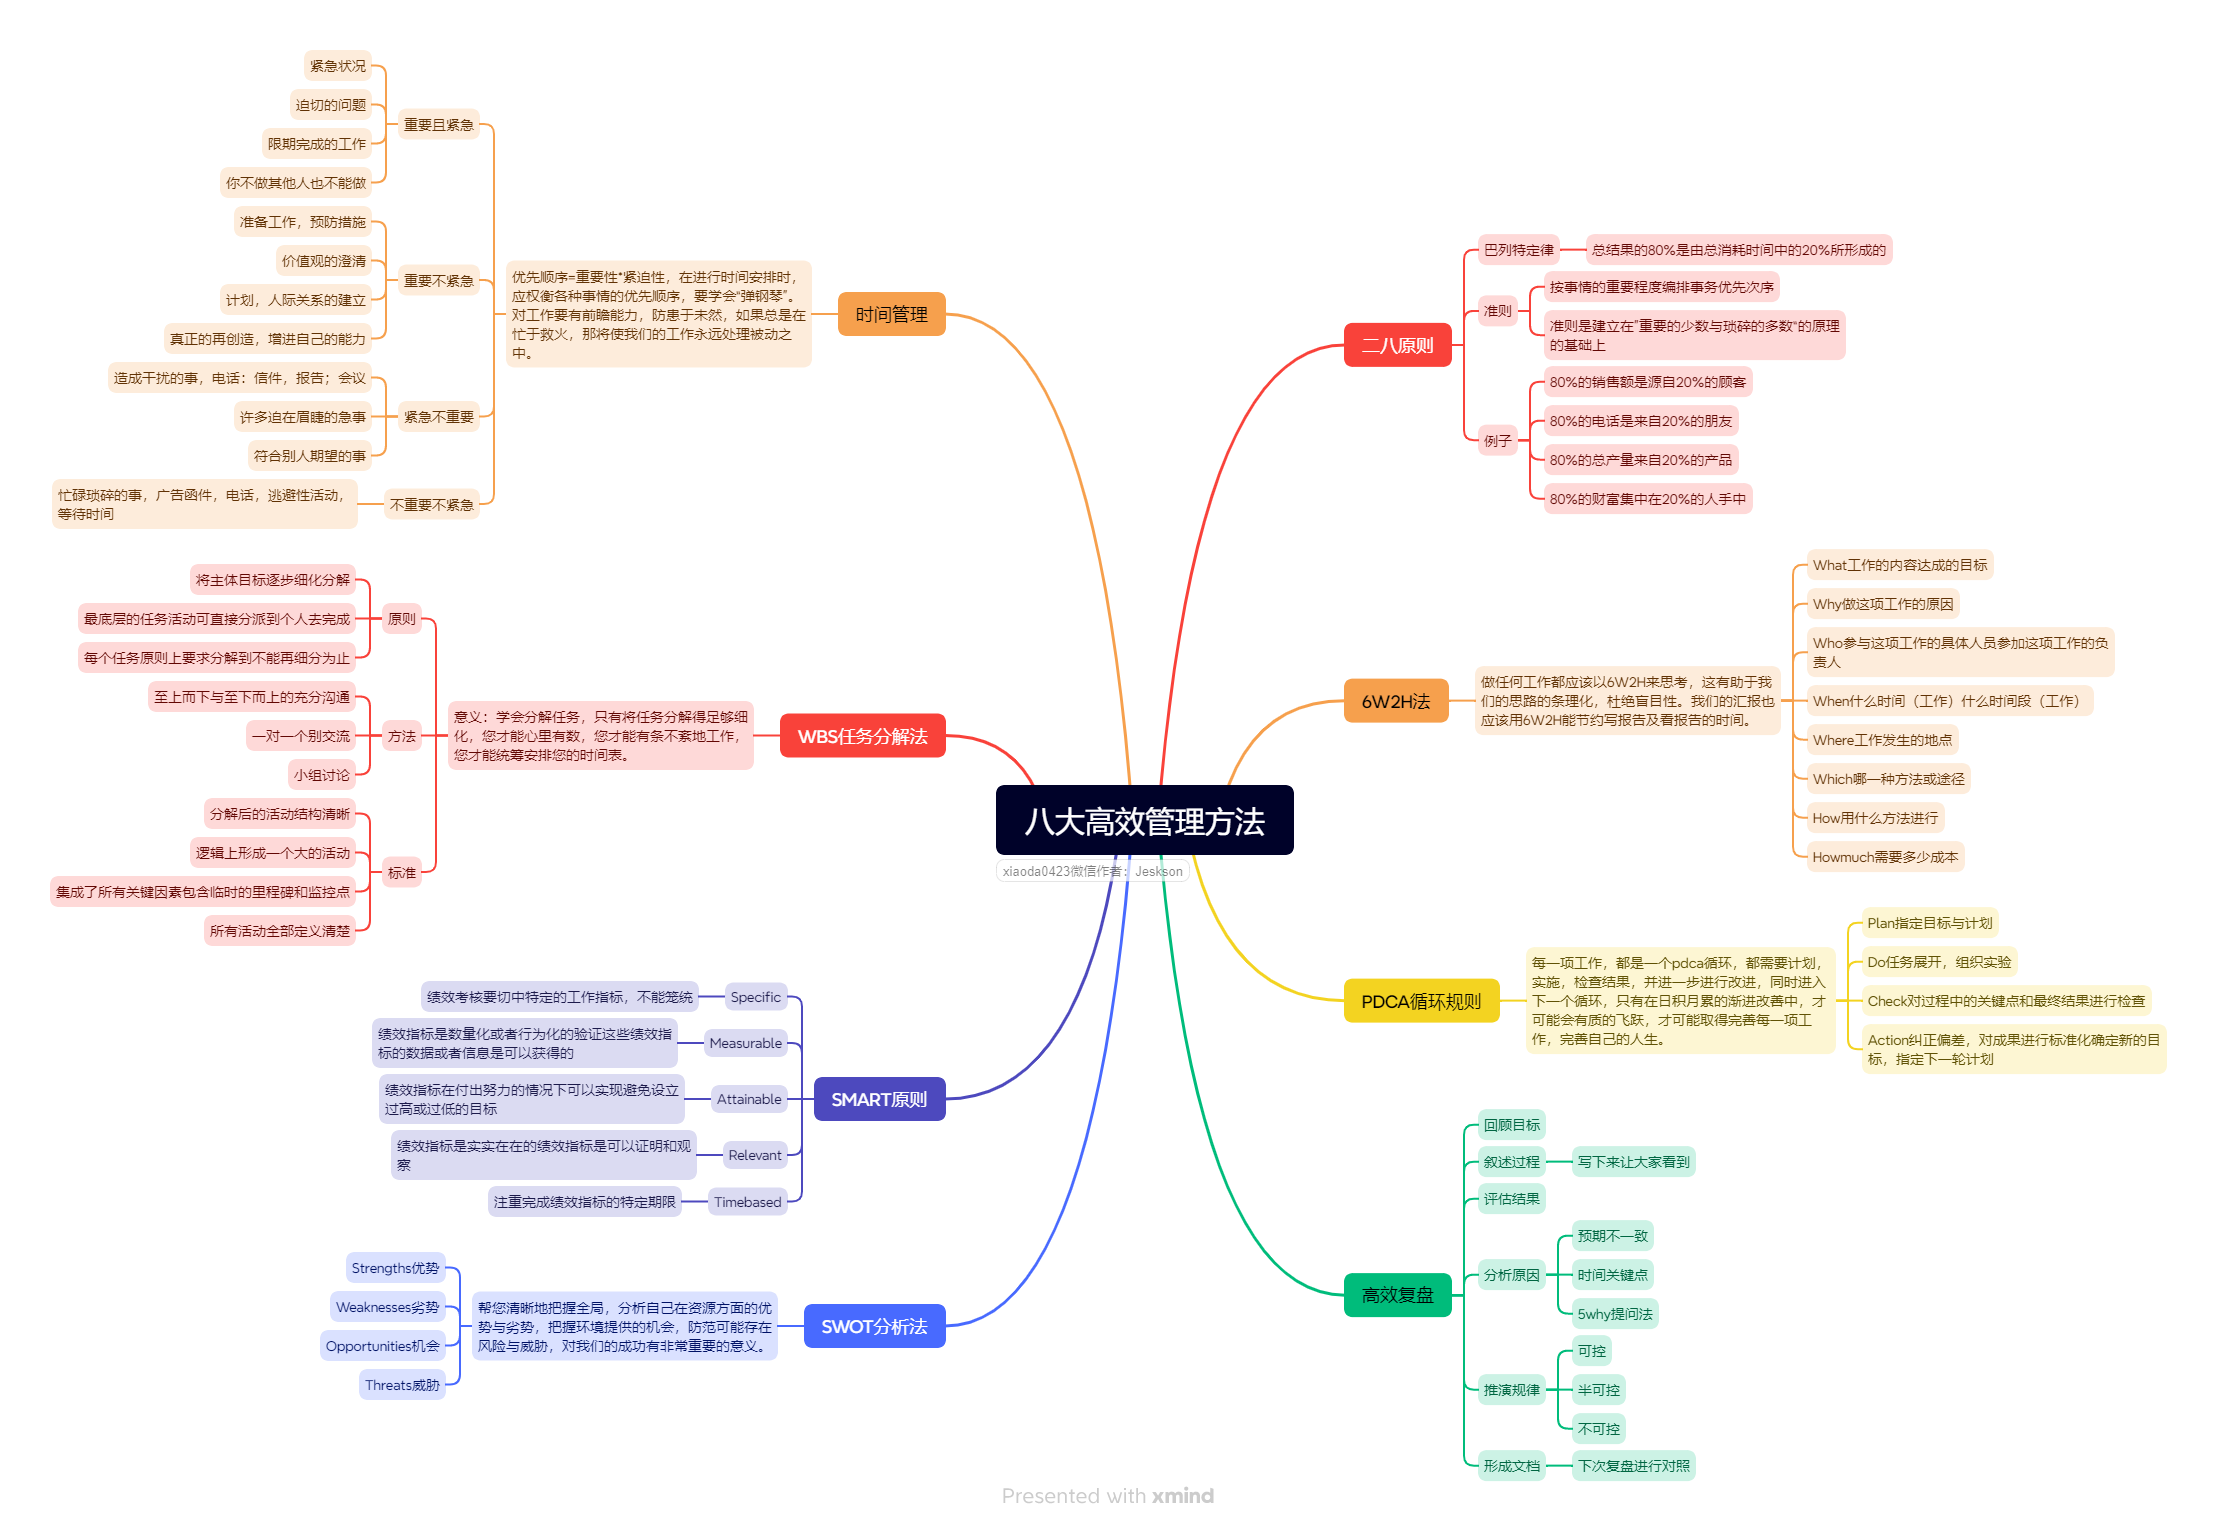 八大高效管理方法
xiaoda0423微信作者：Jeskson
二八原则
巴列特定律
总结果的80%是由总消耗时间中的20%所形成的
准则
按事情的重要程度编排事务优先次序
准则是建立在”重要的少数与琐碎的多数“的原理
的基础上
例子
80%的销售额是源自20%的顾客
80%的电话是来自20%的朋友
80%的总产量来自20%的产品
80%的财富集中在20%的人手中
6W2H法
做任何工作都应该以6W2H来思考，这有助于我
们的思路的条理化，杜绝盲目性。我们的汇报也
应该用6W2H能节约写报告及看报告的时间。
What工作的内容达成的目标
Why做这项工作的原因
Who参与这项工作的具体人员参加这项工作的负
责人
When什么时间（工作）什么时间段（工作）
Where工作发生的地点
Which哪一种方法或途径
How用什么方法进行
Howmuch需要多少成本
PDCA循环规则
每一项工作，都是一个pdca循环，都需要计划，
实施，检查结果，并进一步进行改进，同时进入
下一个循环，只有在日积月累的渐进改善中，才
可能会有质的飞跃，才可能取得完善每一项工
作，完善自己的人生。
Plan指定目标与计划
Do任务展开，组织实验
Check对过程中的关键点和最终结果进行检查
Action纠正偏差，对成果进行标准化确定新的目
标，指定下一轮计划
高效复盘
回顾目标
叙述过程
写下来让大家看到
评估结果
分析原因
预期不一致
时间关键点
5why提问法
推演规律
可控
半可控
不可控
形成文档
下次复盘进行对照
时间管理
优先顺序=重要性*紧迫性，在进行时间安排时，
应权衡各种事情的优先顺序，要学会“弹钢琴”。
对工作要有前瞻能力，防患于未然，如果总是在
忙于救火，那将使我们的工作永远处理被动之
中。
重要且紧急
紧急状况
迫切的问题
限期完成的工作
你不做其他人也不能做
重要不紧急
准备工作，预防措施
价值观的澄清
计划，人际关系的建立
真正的再创造，增进自己的能力
紧急不重要
造成干扰的事，电话：信件，报告；会议
许多迫在眉睫的急事
符合别人期望的事
不重要不紧急
忙碌琐碎的事，广告函件，电话，逃避性活动，
等待时间
WBS任务分解法
意义：学会分解任务，只有将任务分解得足够细
化，您才能心里有数，您才能有条不紊地工作，
您才能统筹安排您的时间表。
原则
将主体目标逐步细化分解
最底层的任务活动可直接分派到个人去完成
每个任务原则上要求分解到不能再细分为止
方法
至上而下与至下而上的充分沟通
一对一个别交流
小组讨论
标准
分解后的活动结构清晰
逻辑上形成一个大的活动
集成了所有关键因素包含临时的里程碑和监控点
所有活动全部定义清楚
SMART原则
Specific
绩效考核要切中特定的工作指标，不能笼统
Measurable
绩效指标是数量化或者行为化的验证这些绩效指
标的数据或者信息是可以获得的
Attainable
绩效指标在付出努力的情况下可以实现避免设立
过高或过低的目标
Relevant
绩效指标是实实在在的绩效指标是可以证明和观
察
Timebased
注重完成绩效指标的特定期限
SWOT分析法
帮您清晰地把握全局，分析自己在资源方面的优
势与劣势，把握环境提供的机会，防范可能存在
风险与威胁，对我们的成功有非常重要的意义。
Strengths优势
Weaknesses劣势
Opportunities机会
Threats威胁
Presented with xmind